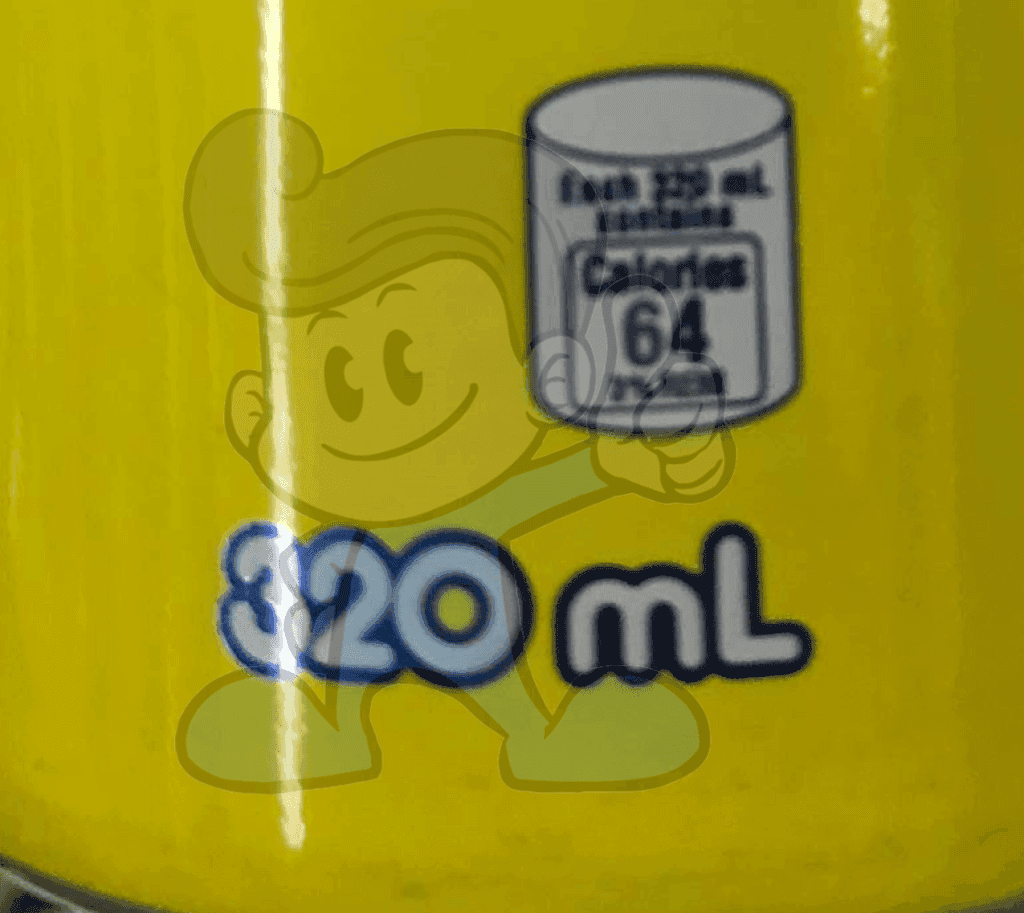 Each 320 mL
contains
Calories
64
320 mL